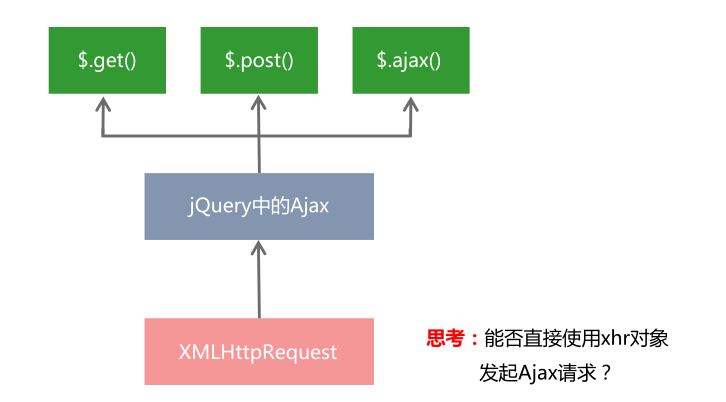 $.get()
$.post()
$.ajax()
jQuery中的Ajax
XMLHttpRequest
思考：能否直接使用xhr对象
发起Ajax请求？